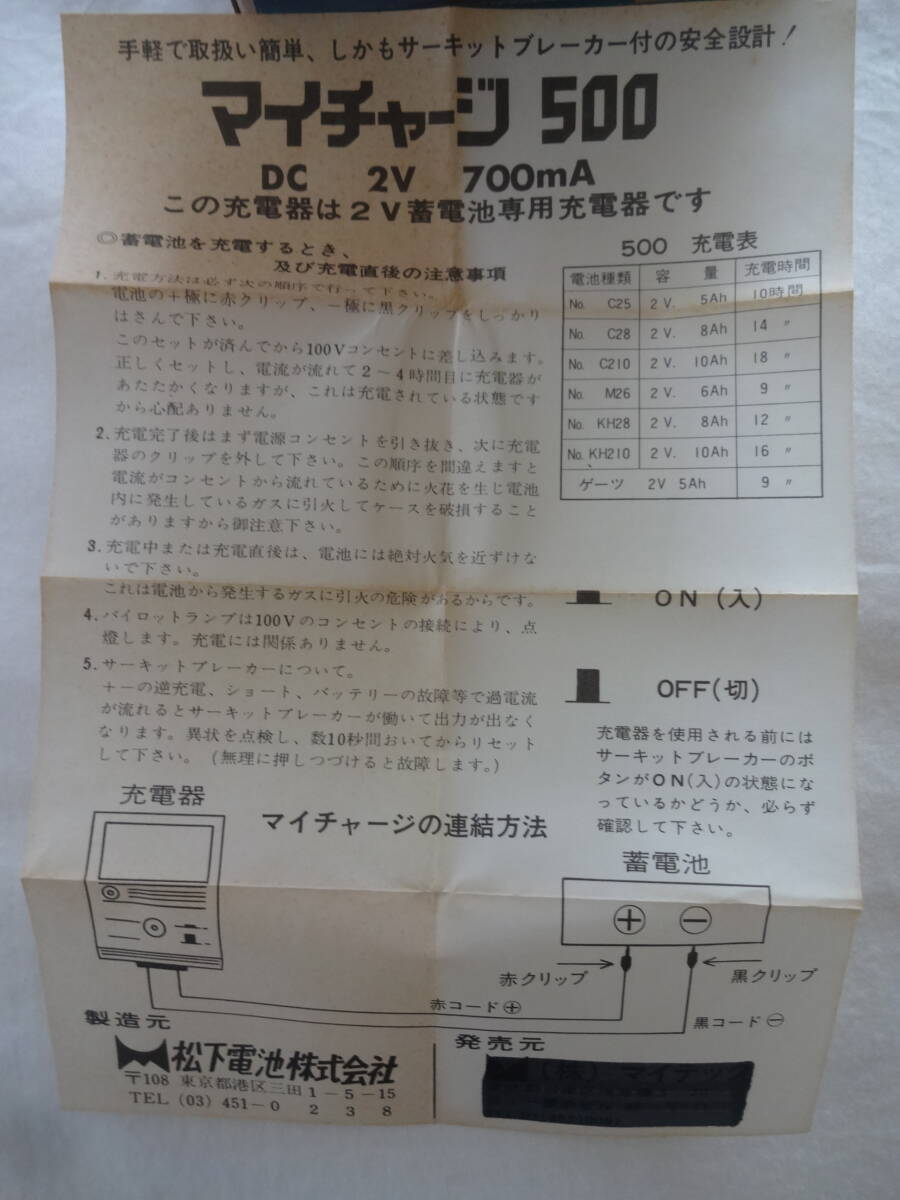 手軽で取扱い簡単、しかもサーキットブレーカー付の安全設計！
マイチャージ 500
DC 2V 700mA
この充電器は2V蓄電池専用充電器です
◎蓄電池を充電するとき、
及び充電直後の注意事項
1. 充電方法は必ず次の順序で行って下さい。
電池の＋極に赤クリップ、－極に黒クリップをしっかり
はさんで下さい。
このセットが済んでから100Vコンセントに差し込みます。
正しくセットし、電流が流れて2～4時間目に充電器が
あたたかくなりますが、これは充電されている状態です
から心配ありません。
2. 充電完了後はまず電源コンセントを引き抜き、次に充電
器のクリップを外して下さい。この順序を間違えますと
電流がコンセントから流れているために火花を生じ電池
内に発生しているガスに引火してケースを破損すること
がありますから御注意下さい。
3. 充電中または充電直後は、電池には絶対火気を近ずけな
いで下さい。
これは電池から発生するガスに引火の危険があるからです。
4. パイロットランプは100Vのコンセントの接続により、点
燈します。充電には関係ありません。
5. サーキットブレーカーについて。
＋－の逆充電、ショート、バッテリーの故障等で過電流
が流れるとサーキットブレーカーが働いて出力が出なく
なります。異状を点検し、数10秒間おいてからリセット
して下さい。（無理に押しつづけると故障します。）
500 充電表
電池種類 容量 充電時間
No. C25 2V. 5Ah 10時間
No. C28 2V. 8Ah 14 〃
No. C210 2V. 10Ah 18 〃
No. M26 2V. 6Ah 9 〃
No. KH28 2V. 8Ah 12 〃
No. KH210 2V. 10Ah 16 〃
ゲーツ 2V 5Ah 9 〃
ON（入）
OFF（切）
充電器を使用される前には
サーキットブレーカーのボ
タンがON（入）の状態にな
っているかどうか、必らず
確認して下さい。
充電器
マイチャージの連結方法
蓄電池
＋ －
赤クリップ
黒クリップ
赤コード⊕
黒コード⊖
製造元
松下電池株式会社
〒108 東京都港区三田1－5－15
TEL (03) 451－0238
発売元
（株）マイテック